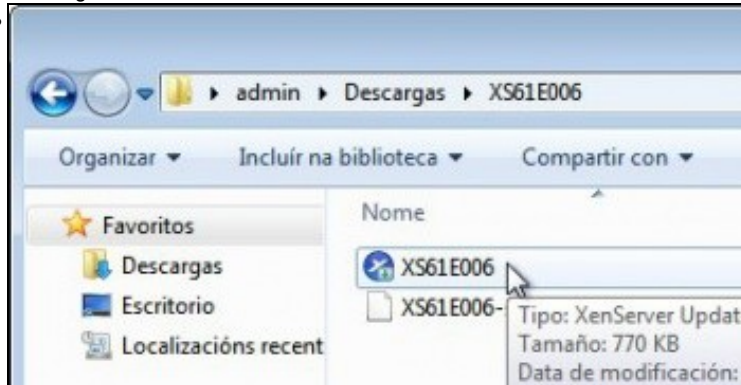 admin ▸ Descargas ▸ XS61E006
Organizar Incluír na biblioteca Compartir con
Favoritos
Descargas
Escritorio
Localizacións recent
Nome
XS61E006
XS61E006-
Tipo: XenServer Updat
Tamaño: 770 KB
Data de modificación: